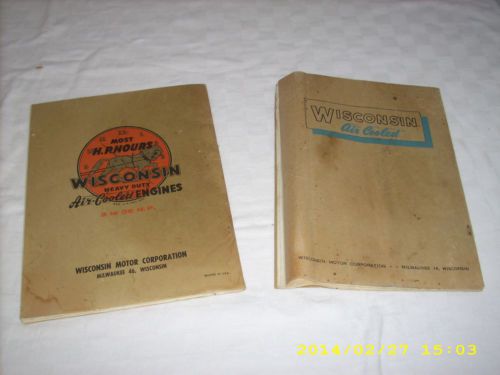 MOST
H.P. HOURS
WISCONSIN
HEAVY DUTY
Air-Cooled ENGINES
WISCONSIN MOTOR CORPORATION
MILWAUKEE 46, WISCONSIN
WISCONSIN
Air Cooled
WISCONSIN MOTOR CORPORATION - - MILWAUKEE 14, WISCONSIN
2014/02/27 15:03